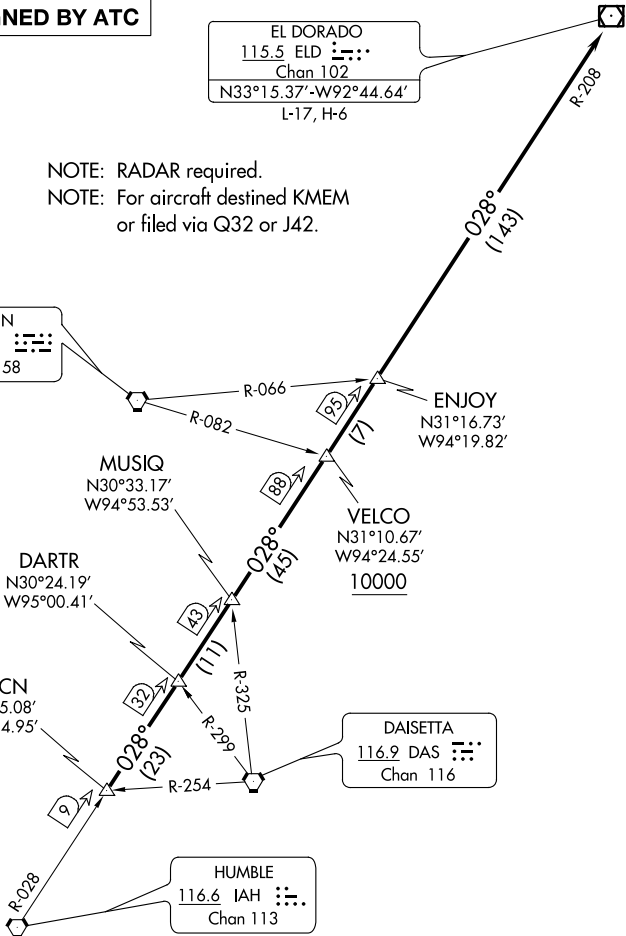 GNED BY ATC
EL DORADO
115.5 ELD
Chan 102
N33°15.37'-W92°44.64'
L-17, H-6
R-208
NOTE: RADAR required.
NOTE: For aircraft destined KMEM
or filed via Q32 or J42.
028°
(143)
N
58
R-066
R-082
95
(7)
ENJOY
N31°16.73'
W94°19.82'
88
VELCO
N31°10.67'
W94°24.55'
10000
MUSIQ
N30°33.17'
W94°53.53'
028°
(45)
DARTR
N30°24.19'
W95°00.41'
43
(11)
R-325
32
R-299
CN
5.08'
4.95'
028°
(23)
R-254
DAISETTA
116.9 DAS
Chan 116
9
R-028
HUMBLE
116.6 IAH
Chan 113